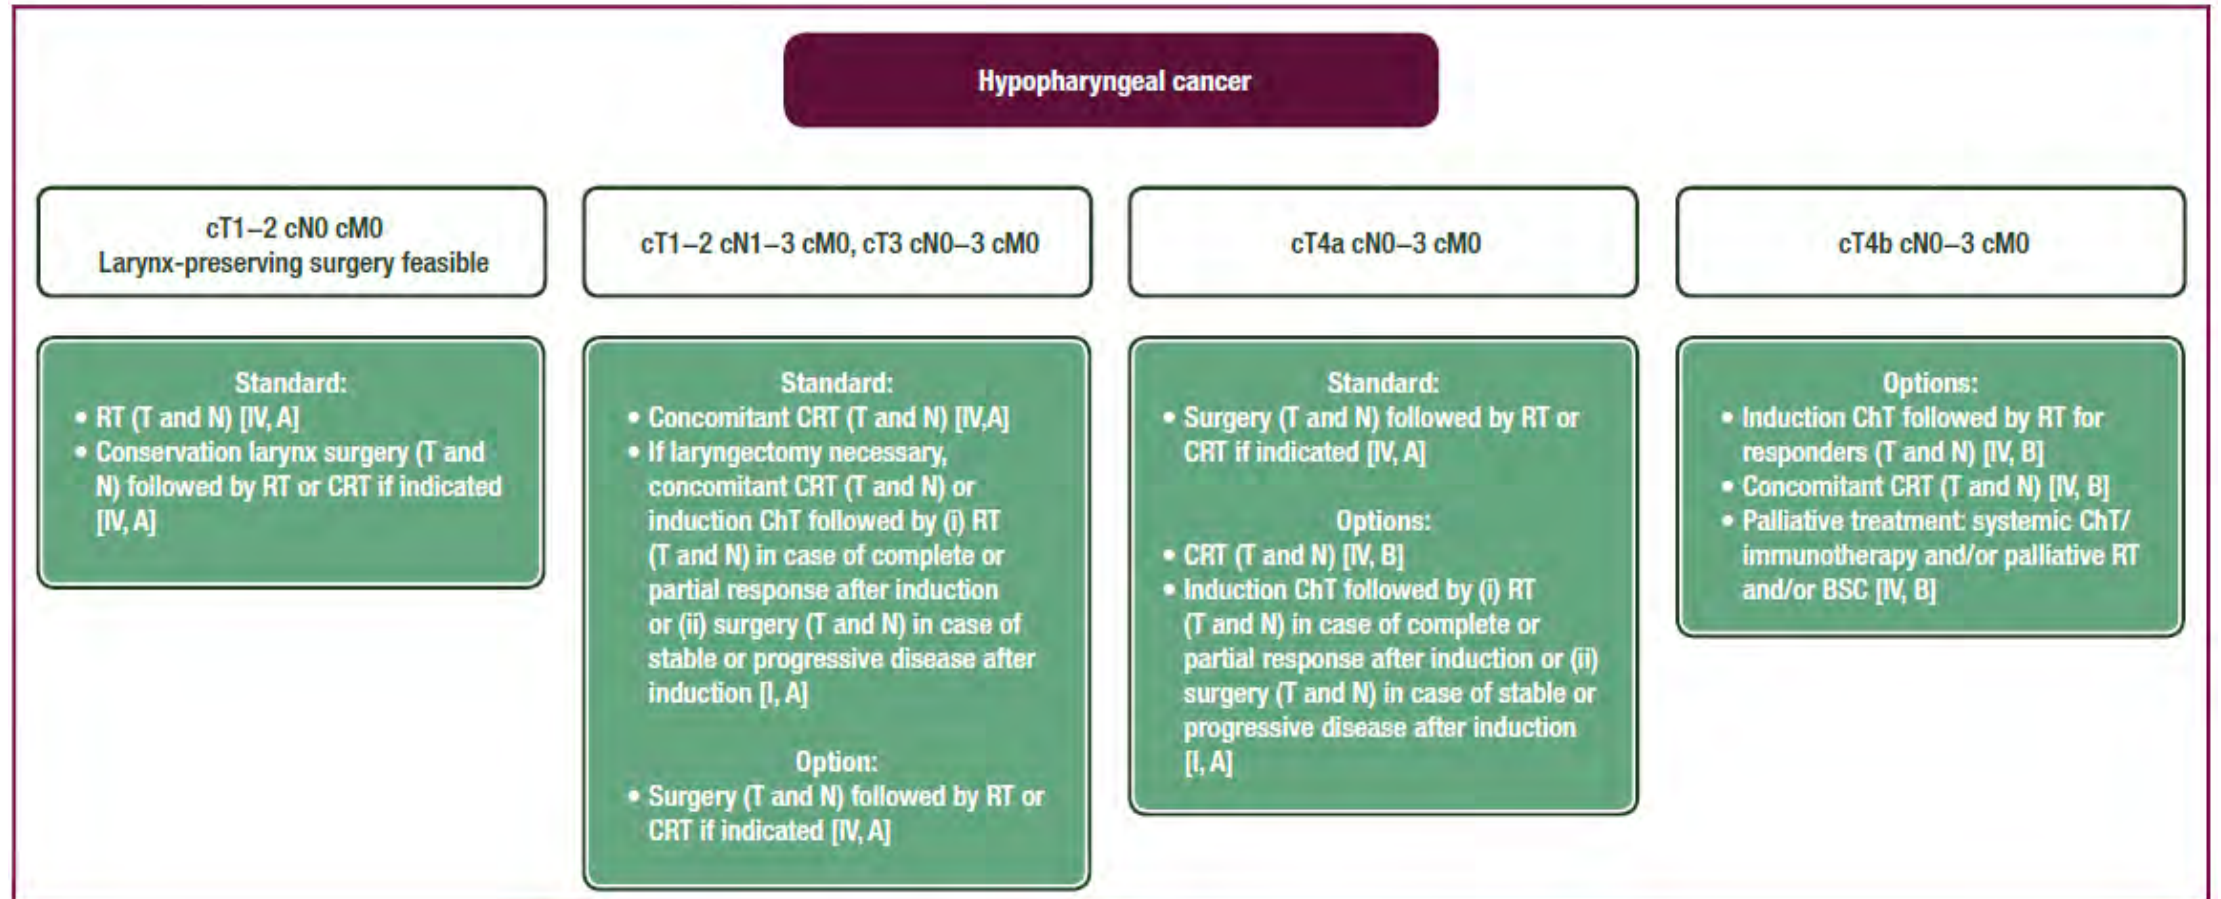 Hypopharyngeal cancer
cT1–2 cN0 cM0
Larynx-preserving surgery feasible
Standard:
• RT (T and N) [IV, A]
• Conservation larynx surgery (T and
N) followed by RT or CRT if indicated
[IV, A]
cT1–2 cN1–3 cM0, cT3 cN0–3 cM0
Standard:
• Concomitant CRT (T and N) [IV,A]
• If laryngectomy necessary,
concomitant CRT (T and N) or
induction ChT followed by (i) RT
(T and N) in case of complete or
partial response after induction
or (ii) surgery (T and N) in case of
stable or progressive disease after
induction [I, A]
Option:
• Surgery (T and N) followed by RT or
CRT if indicated [IV, A]
cT4a cN0–3 cM0
Standard:
• Surgery (T and N) followed by RT or
CRT if indicated [IV, A]
Options:
• CRT (T and N) [IV, B]
• Induction ChT followed by (i) RT
(T and N) in case of complete or
partial response after induction or (ii)
surgery (T and N) in case of stable or
progressive disease after induction
[I, A]
cT4b cN0–3 cM0
Options:
• Induction ChT followed by RT for
responders (T and N) [IV, B]
• Concomitant CRT (T and N) [IV, B]
• Palliative treatment: systemic ChT/
immunotherapy and/or palliative RT
and/or BSC [IV, B]